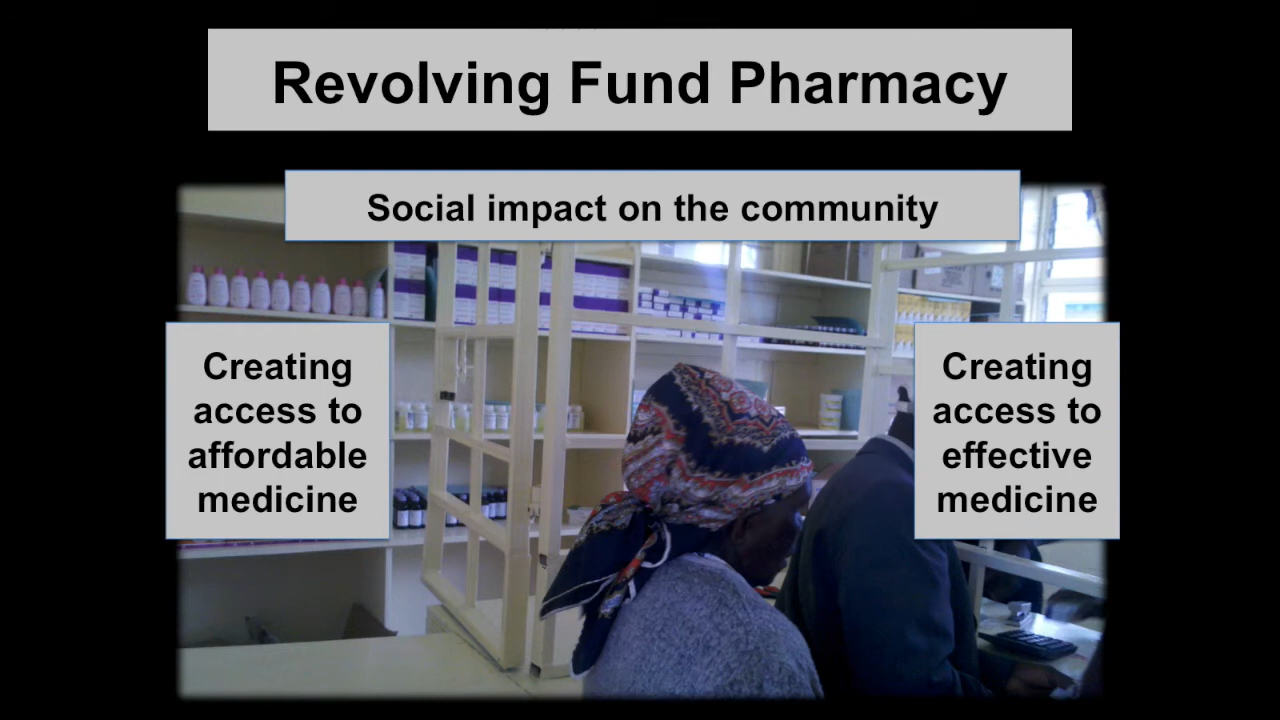 Revolving Fund Pharmacy
Social impact on the community
Creating
access to
affordable
medicine
Creating
access to
effective
medicine